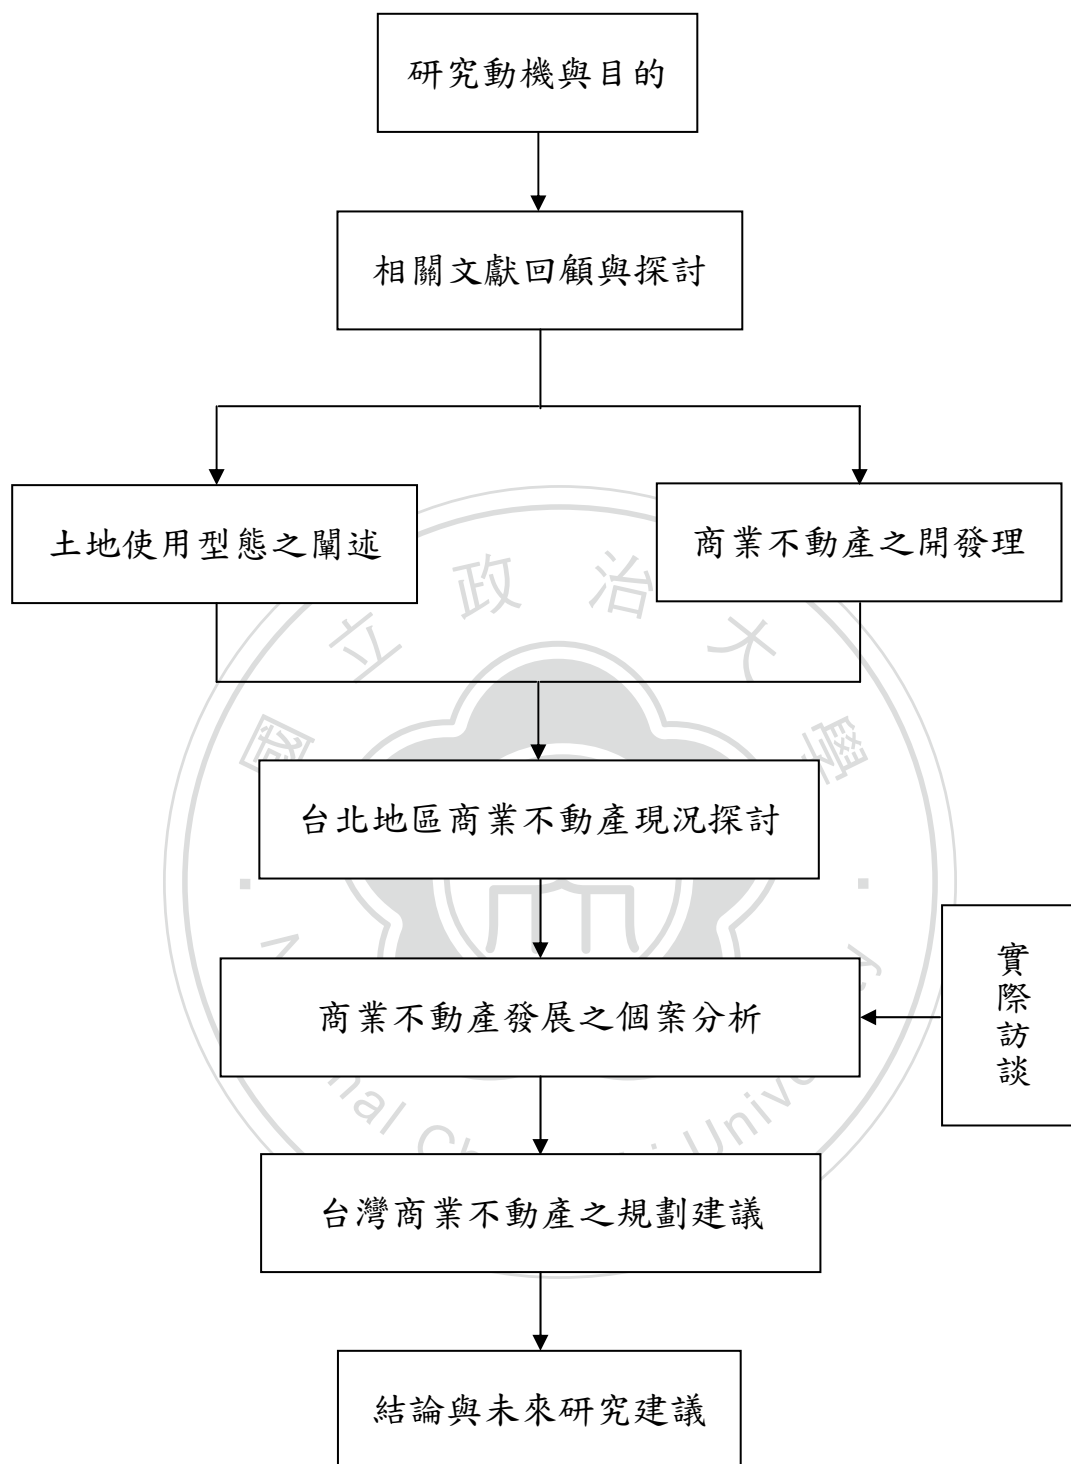 研究動機與目的
相關文獻回顧與探討
土地使用型態之闡述
商業不動產之開發理
國立政治大學
台北地區商業不動產現況探討
商業不動產發展之個案分析
實際訪談
台灣商業不動產之規劃建議
結論與未來研究建議